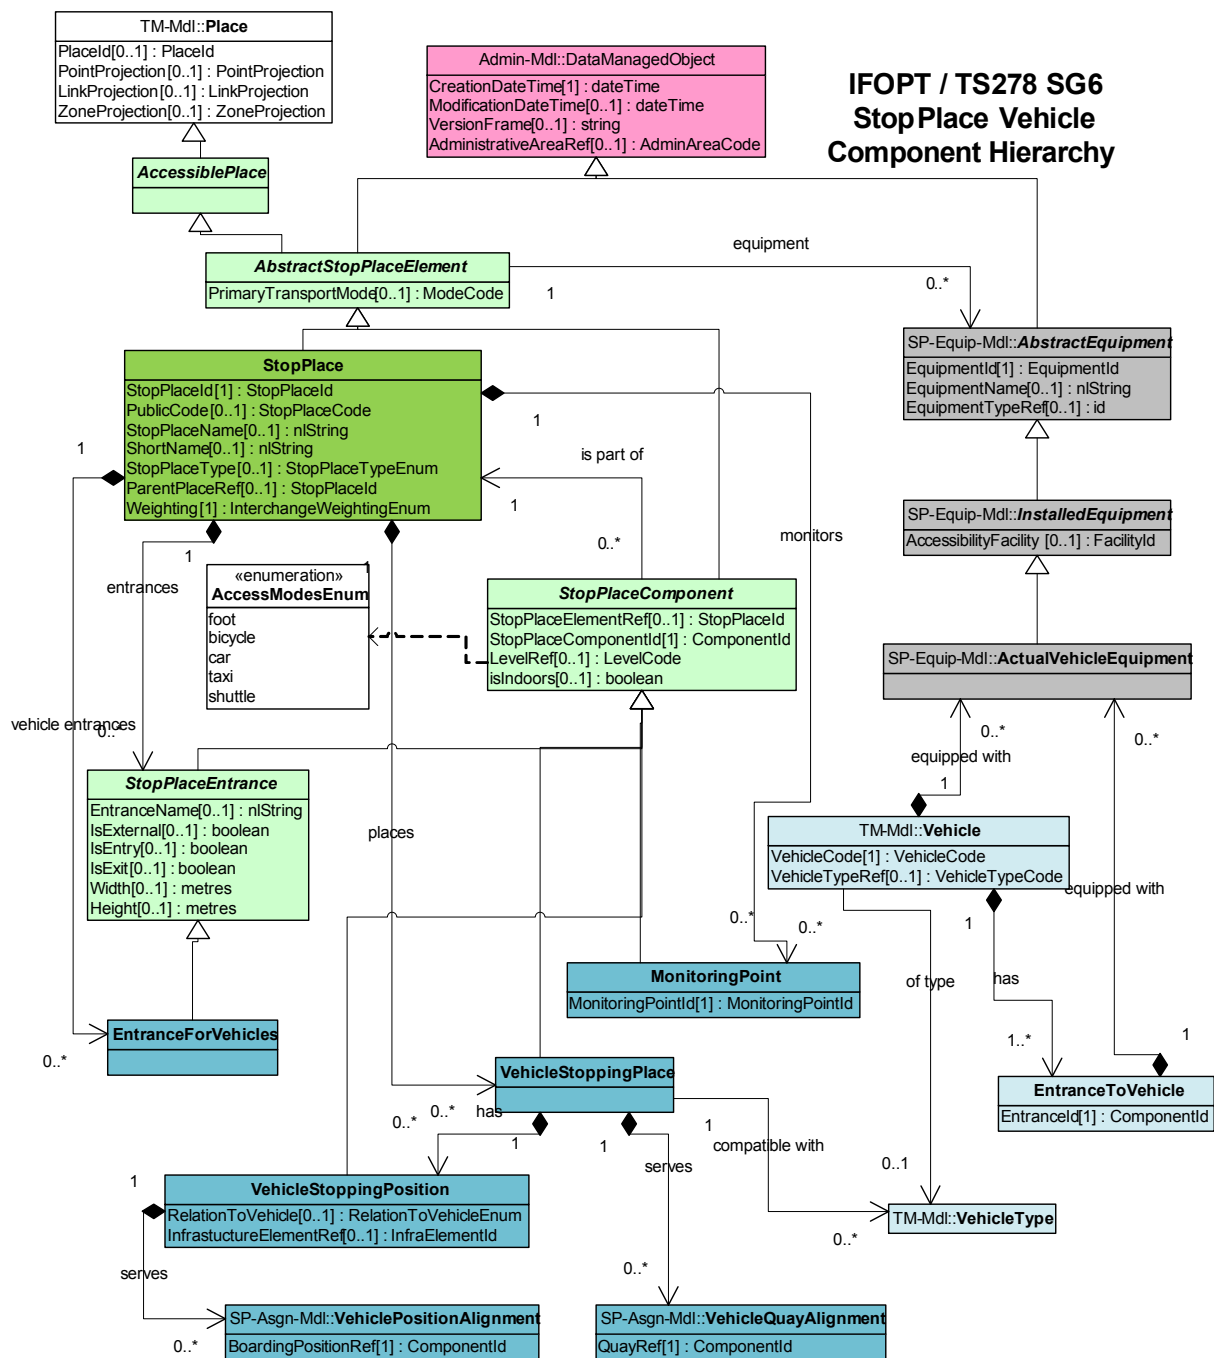 TM-Mdl::Place
PlaceId[0..1] : PlaceId
PointProjection[0..1] : PointProjection
LinkProjection[0..1] : LinkProjection
ZoneProjection[0..1] : ZoneProjection
Admin-Mdl::DataManagedObject
CreationDateTime[1] : dateTime
ModificationDateTime[0..1] : dateTime
VersionFrame[0..1] : string
AdministrativeAreaRef[0..1] : AdminAreaCode
IFOPT / TS278 SG6
StopPlace Vehicle
Component Hierarchy
AccessiblePlace
AbstractStopPlaceElement
PrimaryTransportMode[0..1] : ModeCode
equipment
1
0..*
SP-Equip-Mdl::AbstractEquipment
EquipmentId[1] : EquipmentId
EquipmentName[0..1] : nlString
EquipmentTypeRef[0..1] : id
StopPlace
StopPlaceId[1] : StopPlaceId
PublicCode[0..1] : StopPlaceCode
StopPlaceName[0..1] : nlString
ShortName[0..1] : nlString
StopPlaceType[0..1] : StopPlaceTypeEnum
ParentPlaceRef[0..1] : StopPlaceId
Weighting[1] : InterchangeWeightingEnum
1
1
is part of
1
0..*
monitors
SP-Equip-Mdl::InstalledEquipment
AccessibilityFacility [0..1] : FacilityId
1
entrances
1
«enumeration»
AccessModesEnum
foot
bicycle
car
taxi
shuttle
StopPlaceComponent
StopPlaceElementRef[0..1] : StopPlaceId
StopPlaceComponentId[1] : ComponentId
LevelRef[0..1] : LevelCode
isIndoors[0..1] : boolean
SP-Equip-Mdl::ActualVehicleEquipment
vehicle entrances
0..*
0..*
0..*
equipped with
1
StopPlaceEntrance
EntranceName[0..1] : nlString
IsExternal[0..1] : boolean
IsEntry[0..1] : boolean
IsExit[0..1] : boolean
Width[0..1] : metres
Height[0..1] : metres
places
TM-Mdl::Vehicle
VehicleCode[1] : VehicleCode
VehicleTypeRef[0..1] : VehicleTypeCode
equipped with
0..*
0..*
1
MonitoringPoint
MonitoringPointId[1] : MonitoringPointId
of type
has
EntranceForVehicles
0..*
1..*
1
VehicleStoppingPlace
EntranceToVehicle
EntranceId[1] : ComponentId
0..*
0..*
has
1
1
1
compatible with
serves
0..1
1
VehicleStoppingPosition
RelationToVehicle[0..1] : RelationToVehicleEnum
InfrastuctureElementRef[0..1] : InfraElementId
TM-Mdl::VehicleType
0..*
serves
0..*
SP-Asgn-Mdl::VehiclePositionAlignment
BoardingPositionRef[1] : ComponentId
0..*
SP-Asgn-Mdl::VehicleQuayAlignment
QuayRef[1] : ComponentId